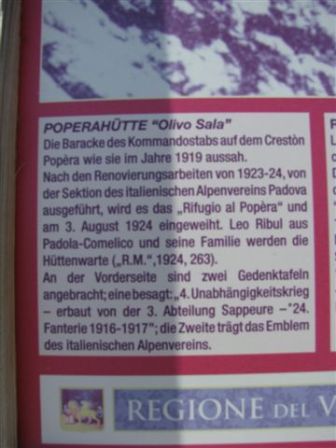 POPERAHÜTTE "Olivo Sala"
Die Baracke des Kommandostabs auf dem Crestòn
Popèra wie sie im Jahre 1919 aussah.
Nach den Renovierungsarbeiten von 1923-24, von
der Sektion des italienischen Alpenvereins Padova
ausgeführt, wird es das „Rifugio al Popèra" und
am 3. August 1924 eingeweiht. Leo Ribul aus
Padola-Comelico und seine Familie werden die
Hüttenwarte („R.M.",1924, 263).
An der Vorderseite sind zwei Gedenktafeln
angebracht; eine besagt: „4. Unabhängigkeitskrieg
– erbaut von der 3. Abteilung Sappeure –"24.
Fanterie 1916-1917"; die Zweite trägt das Emblem
des italienischen Alpenvereins.
REGIONE DEL V